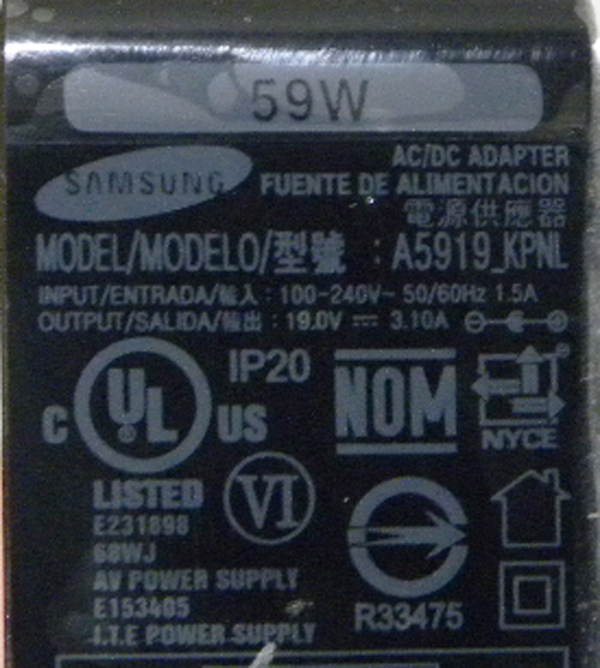 59W
SAMSUNG
AC/DC ADAPTER
FUENTE DE ALIMENTACION
電源供應器
MODEL/MODELO/型號 : A5919_KPNL
INPUT/ENTRADA/輸入 : 100-240V~ 50/60Hz 1.5A
OUTPUT/SALIDA/輸出 : 19.0V ⎓ 3.10A
C UL US
IP20
NOM
NYCE
LISTED
E231898
68WJ
AV POWER SUPPLY
E153405
I.T.E POWER SUPPLY
VI
R33475